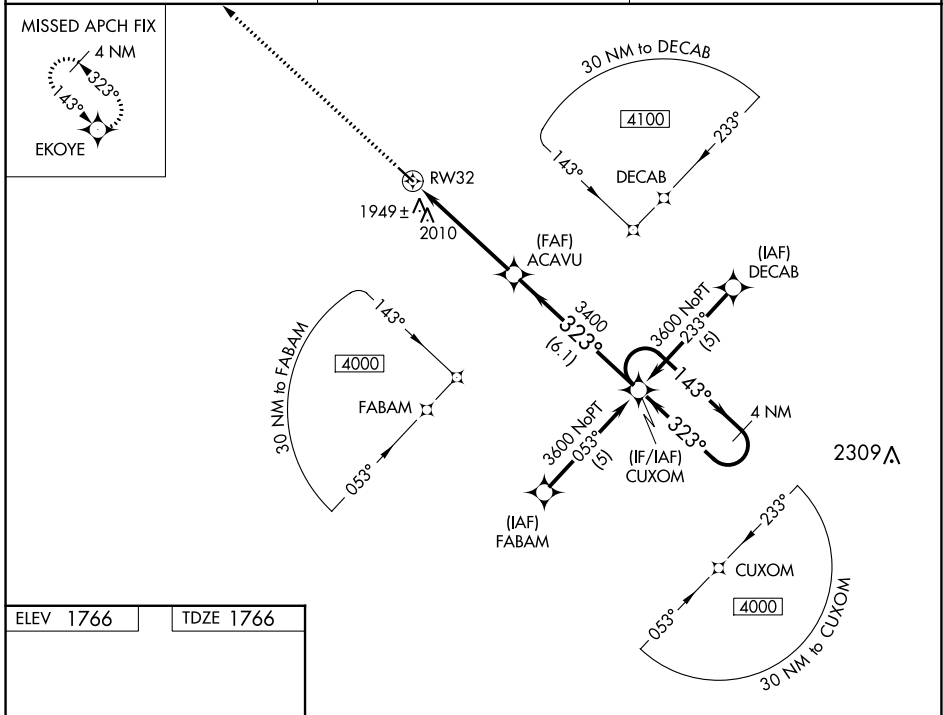 MISSED APCH FIX
4 NM
323°
143°
EKOYE
30 NM to DECAB
4100
143°
233°
DECAB
RW32
1949±
2010
(FAF)
ACAVU
(IAF)
DECAB
3400
323°
(6.1)
3600 NoPT
233°
(5)
143°
4 NM
323°
(IF/IAF)
CUXOM
2309
30 NM to FABAM
143°
4000
FABAM
053°
3600 NoPT
053°
(5)
(IAF)
FABAM
233°
CUXOM
053°
4000
30 NM to CUXOM
ELEV 1766
TDZE 1766